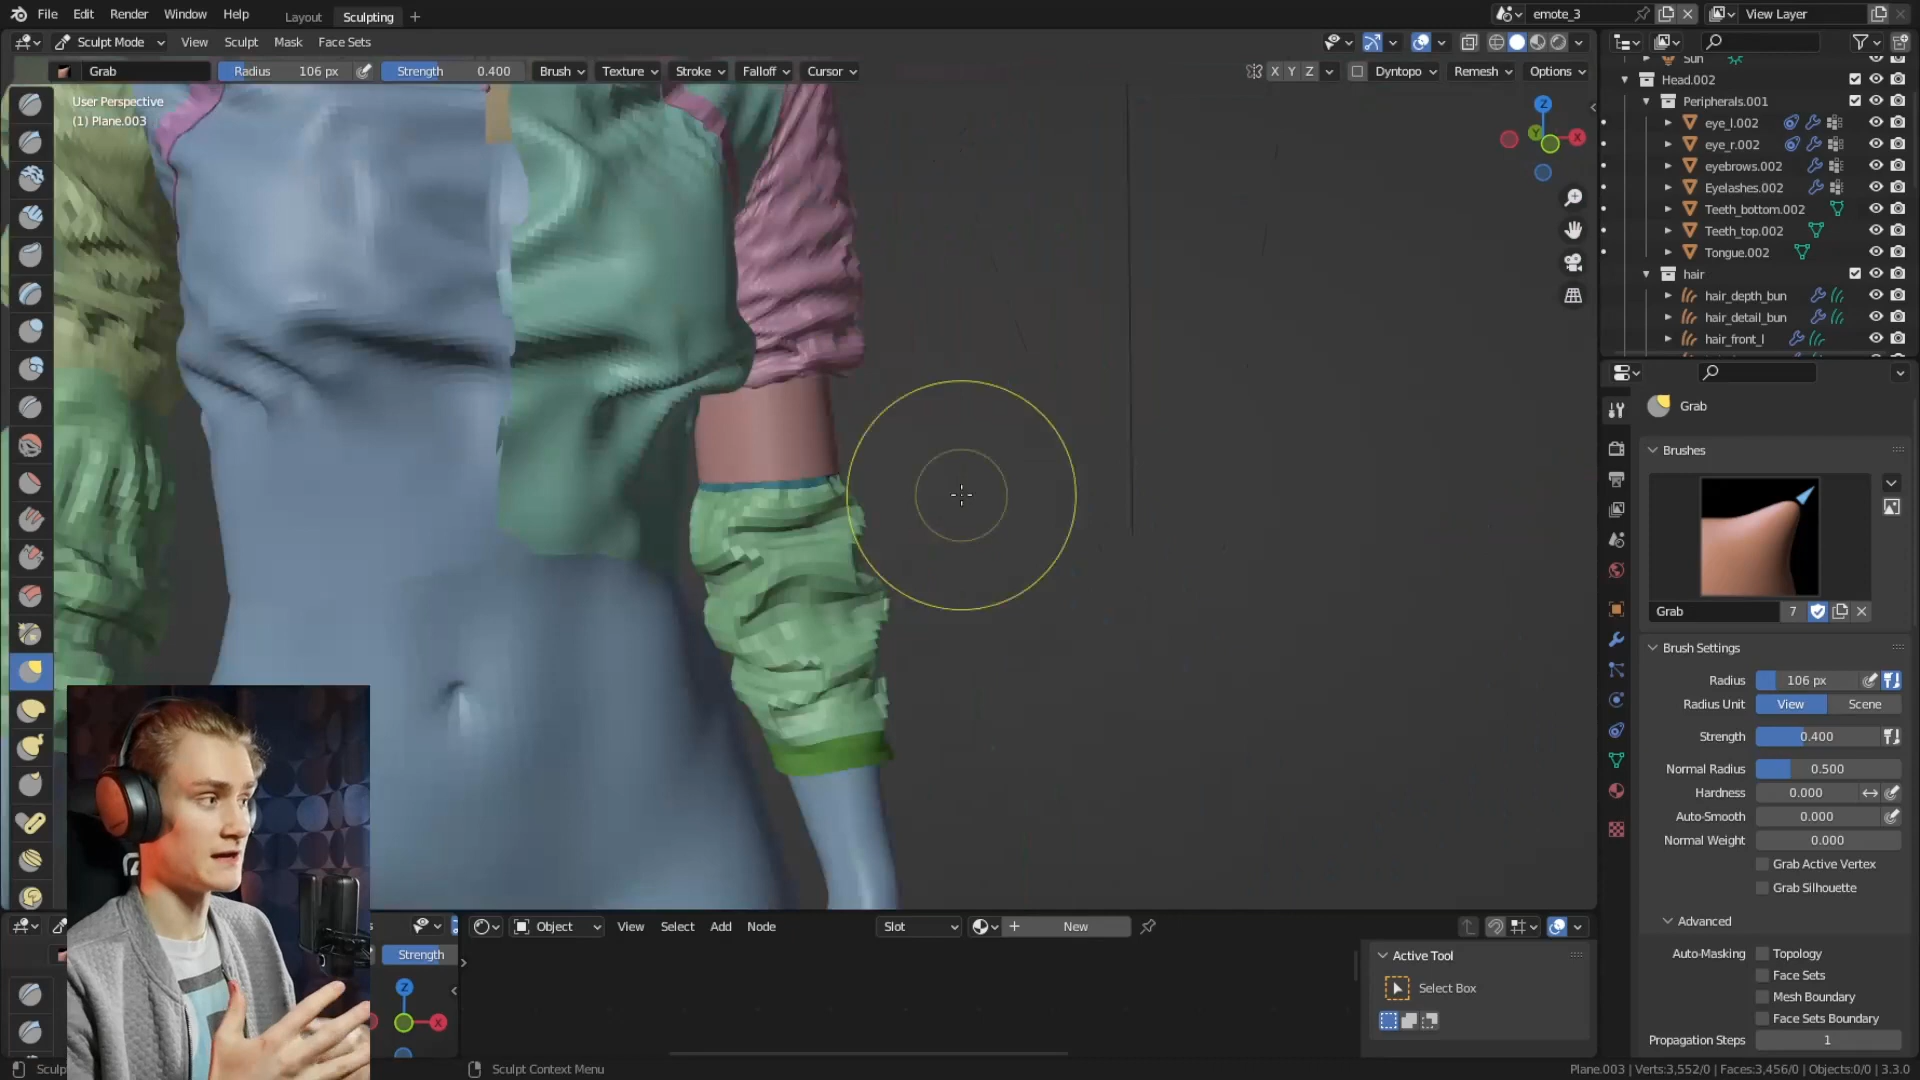 File Edit Render Window Help Layout Sculpting + emote_3 View Layer
Sculpt Mode View Sculpt Mask Face Sets
Grab Radius 106 px Strength 0.400 Brush Texture Stroke Falloff Cursor X Y Z Dyntopo Remesh Options
User Perspective
(1) Plane.003
Z
Y
X
Sun
Head.002
Peripherals.001
eye_l.002
eye_r.002
eyebrows.002
Eyelashes.002
Teeth_bottom.002
Teeth_top.002
Tongue.002
hair
hair_depth_bun
hair_detail_bun
hair_front_l
Grab
Brushes
Grab 7
Brush Settings
Radius 106 px
Radius Unit View Scene
Strength 0.400
Normal Radius 0.500
Hardness 0.000
Auto-Smooth 0.000
Normal Weight 0.000
Grab Active Vertex
Grab Silhouette
Advanced
Auto-Masking Topology
Face Sets
Mesh Boundary
Face Sets Boundary
Propagation Steps 1
Object View Select Add Node Slot New
Strength
Z
X
Active Tool
Select Box
Sculp
Sculpt Context Menu
Plane.003 | Verts:3,552/0 | Faces:3,456/0 | Objects:0/0 | 3.3.0